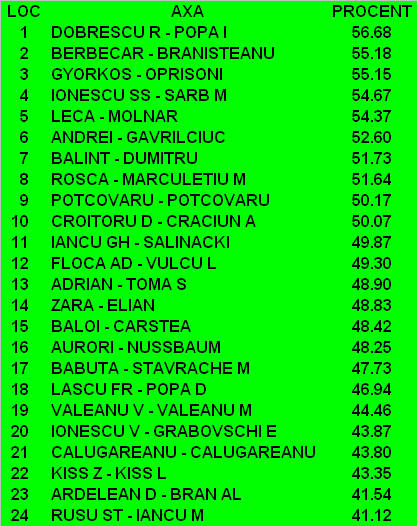 LOC AXA PROCENT
1 DOBRESCU R - POPA I 56.68
2 BERBECAR - BRANISTEANU 55.18
3 GYORKOS - OPRISONI 55.15
4 IONESCU SS - SARB M 54.67
5 LECA - MOLNAR 54.37
6 ANDREI - GAVRILCIUC 52.60
7 BALINT - DUMITRU 51.73
8 ROSCA - MARCULETIU M 51.64
9 POTCOVARU - POTCOVARU 50.17
10 CROITORU D - CRACIUN A 50.07
11 IANCU GH - SALINACKI 49.87
12 FLOCA AD - VULCU L 49.30
13 ADRIAN - TOMA S 48.90
14 ZARA - ELIAN 48.83
15 BALOI - CARSTEA 48.42
16 AURORI - NUSSBAUM 48.25
17 BABUTA - STAVRACHE M 47.73
18 LASCU FR - POPA D 46.94
19 VALEANU V - VALEANU M 44.46
20 IONESCU V - GRABOVSCHI E 43.87
21 CALUGAREANU - CALUGAREANU 43.80
22 KISS Z - KISS L 43.35
23 ARDELEAN D - BRAN AL 41.54
24 RUSU ST - IANCU M 41.12